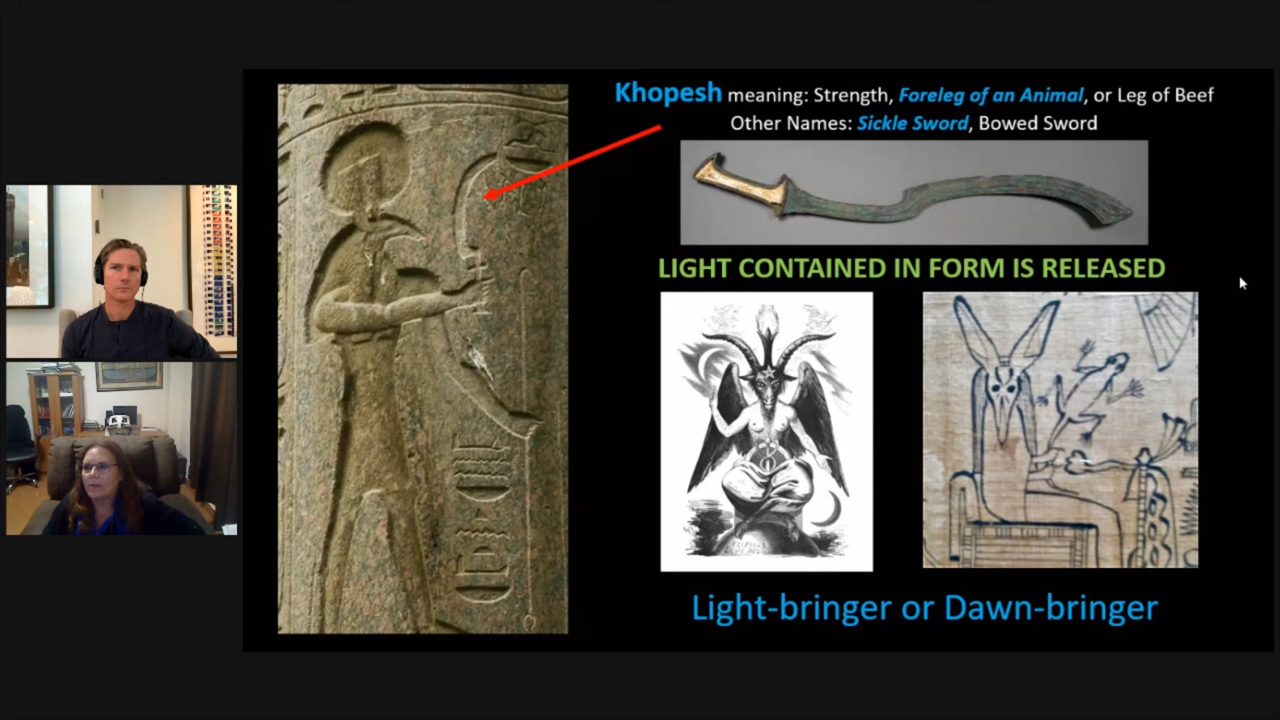 Khopesh meaning: Strength, Foreleg of an Animal, or Leg of Beef
Other Names: Sickle Sword, Bowed Sword
LIGHT CONTAINED IN FORM IS RELEASED
Light-bringer or Dawn-bringer